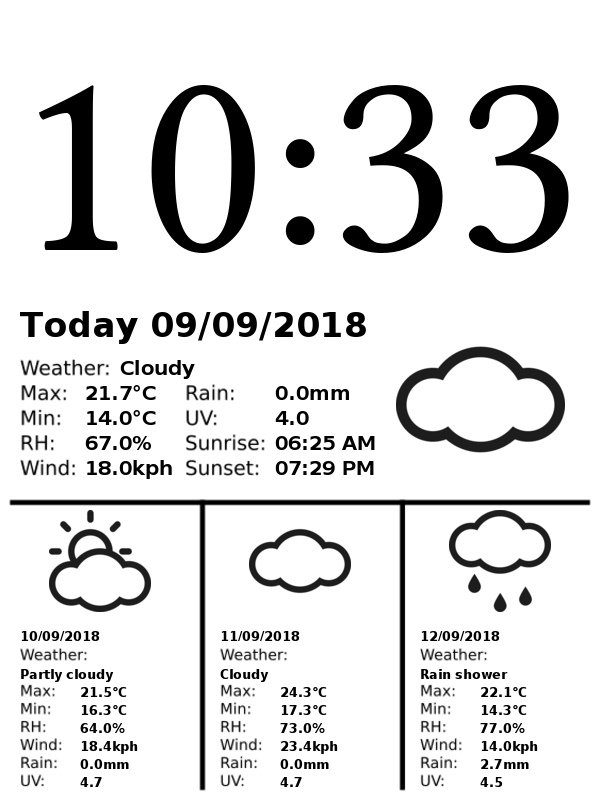 10:33
Today 09/09/2018
Weather: Cloudy
Max: 21.7°C Rain: 0.0mm
Min: 14.0°C UV: 4.0
RH: 67.0% Sunrise: 06:25 AM
Wind: 18.0kph Sunset: 07:29 PM
10/09/2018
Weather:
Partly cloudy
Max: 21.5°C
Min: 16.3°C
RH: 64.0%
Wind: 18.4kph
Rain: 0.0mm
UV: 4.7
11/09/2018
Weather:
Cloudy
Max: 24.3°C
Min: 17.3°C
RH: 73.0%
Wind: 23.4kph
Rain: 0.0mm
UV: 4.7
12/09/2018
Weather:
Rain shower
Max: 22.1°C
Min: 14.3°C
RH: 77.0%
Wind: 14.0kph
Rain: 2.7mm
UV: 4.5